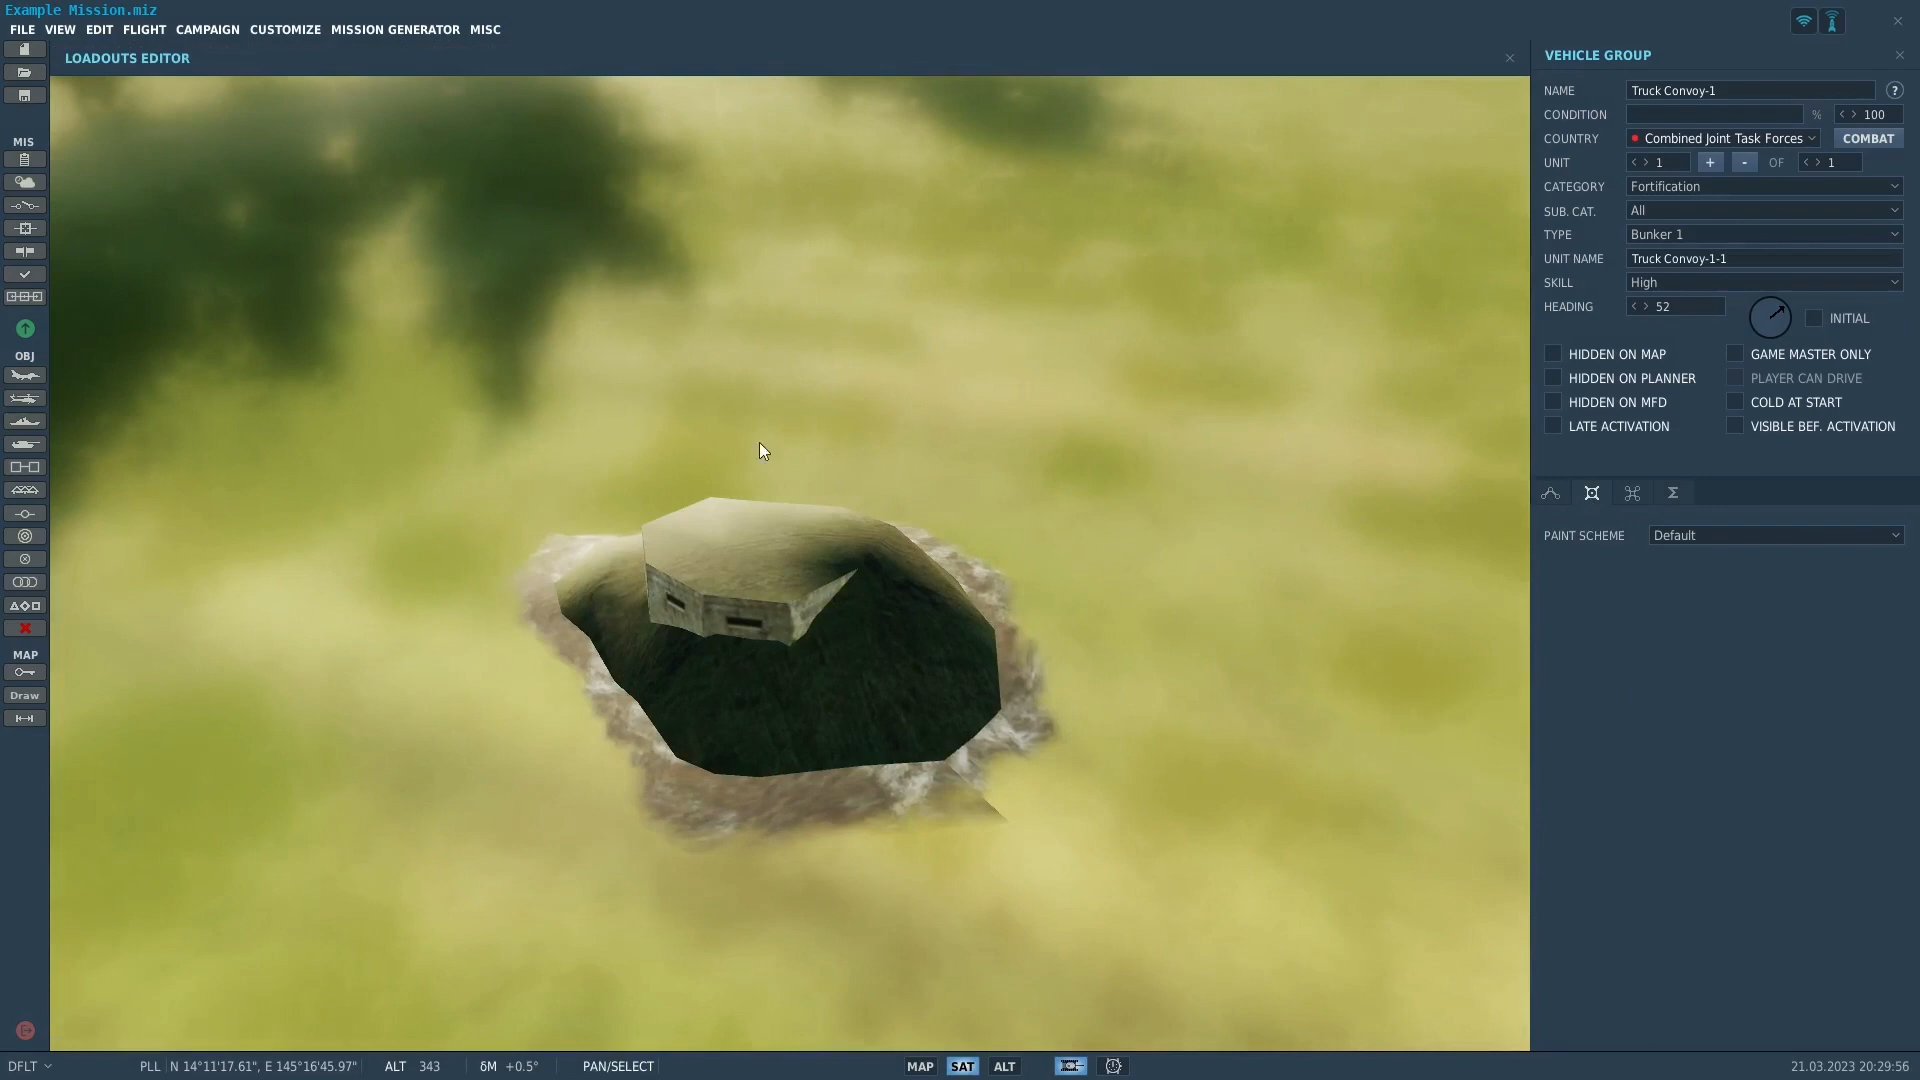 Example Mission.miz
FILE VIEW EDIT FLIGHT CAMPAIGN CUSTOMIZE MISSION GENERATOR MISC
LOADOUTS EDITOR
MIS
OBJ
MAP
Draw
VEHICLE GROUP
NAME Truck Convoy-1 ?
CONDITION % < > 100
COUNTRY Combined Joint Task Forces COMBAT
UNIT < > 1 + - OF < > 1
CATEGORY Fortification
SUB. CAT. All
TYPE Bunker 1
UNIT NAME Truck Convoy-1-1
SKILL High
HEADING < > 52 INITIAL
HIDDEN ON MAP GAME MASTER ONLY
HIDDEN ON PLANNER PLAYER CAN DRIVE
HIDDEN ON MFD COLD AT START
LATE ACTIVATION VISIBLE BEF. ACTIVATION
Σ
PAINT SCHEME Default
DFLT PLL N 14°11'17.61", E 145°16'45.97" ALT 343 δM +0.5° PAN/SELECT MAP SAT ALT 21.03.2023 20:29:56